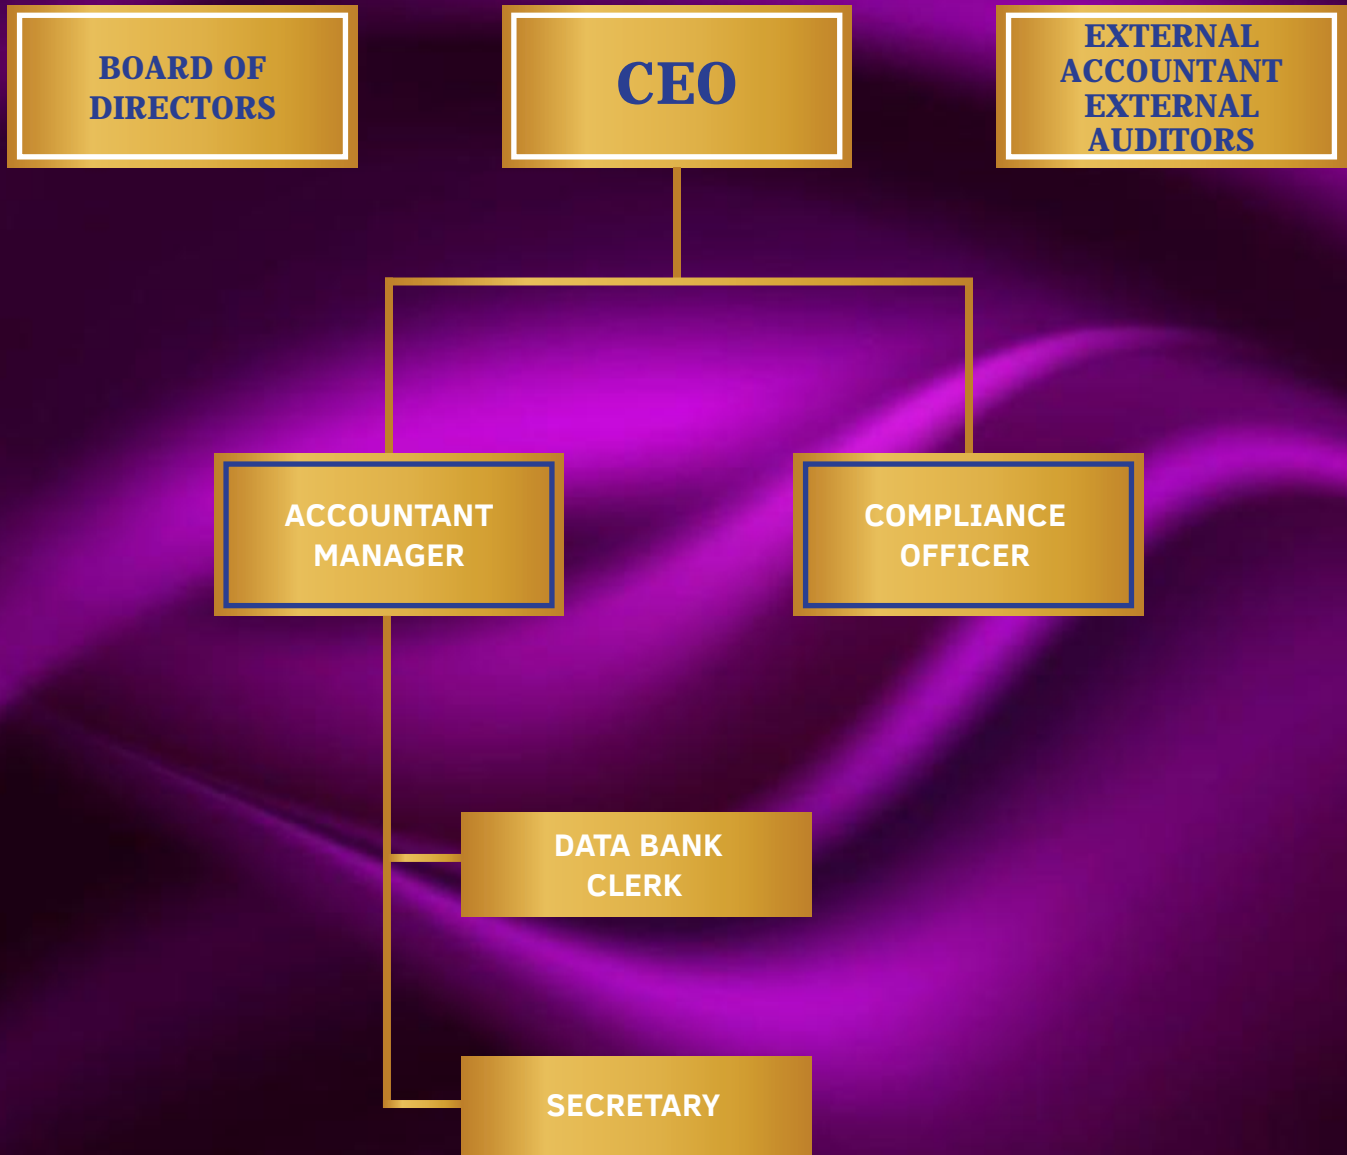 BOARD OF
DIRECTORS
CEO
EXTERNAL
ACCOUNTANT
EXTERNAL
AUDITORS
ACCOUNTANT
MANAGER
COMPLIANCE
OFFICER
DATA BANK
CLERK
SECRETARY